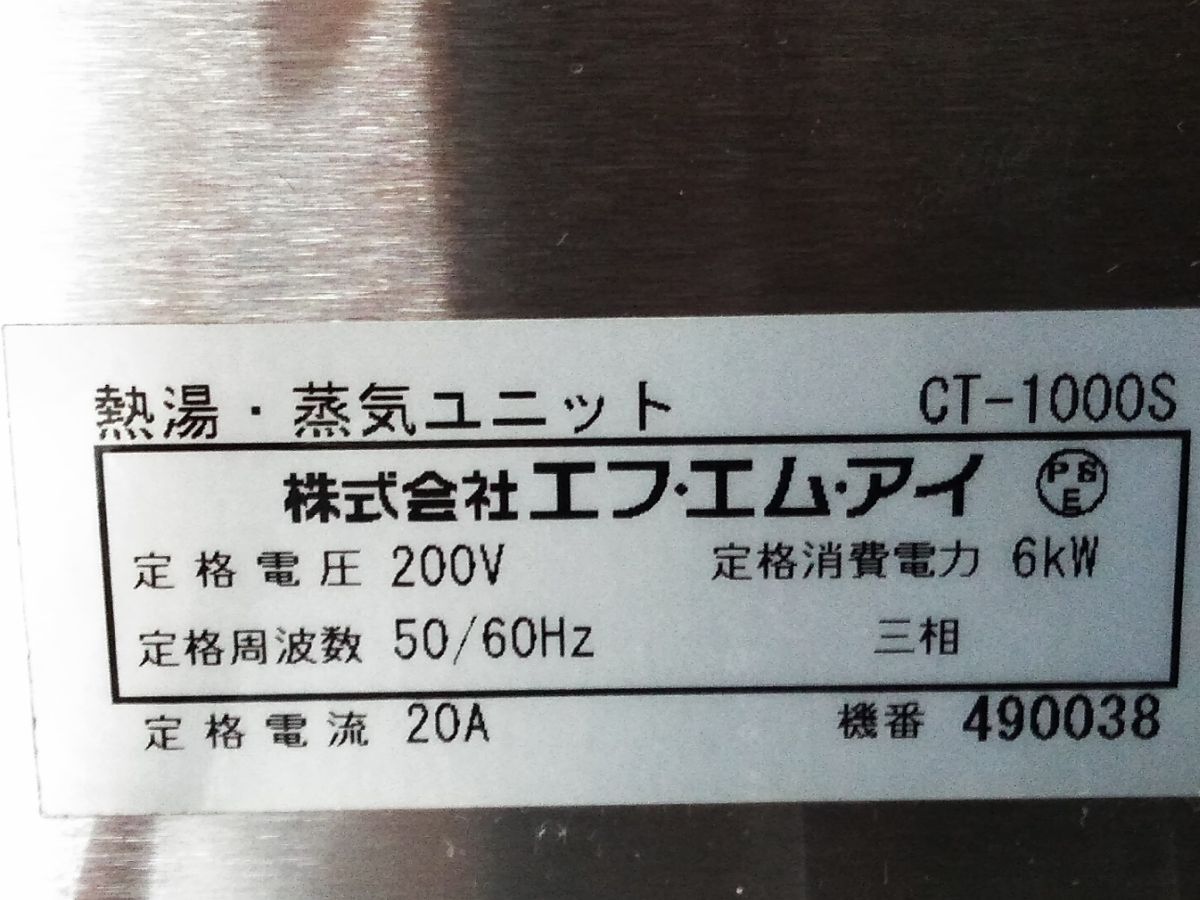 熱湯・蒸気ユニット CT-1000S
株式会社エフ・エム・アイ PSE
定格電圧 200V 定格消費電力 6kW
定格周波数 50/60Hz 三相
定格電流 20A 機番 490038